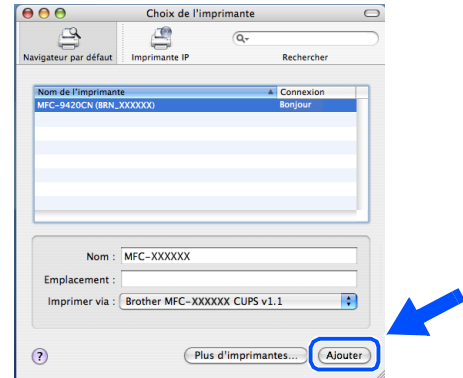 Choix de l'imprimante
Navigateur par défaut Imprimante IP Rechercher
Nom de l'imprimante Connexion
MFC-9420CN (BRN_XXXXXX) Bonjour
Nom : MFC-XXXXXX
Emplacement :
Imprimer via : Brother MFC-XXXXXX CUPS v1.1
? Plus d'imprimantes... Ajouter